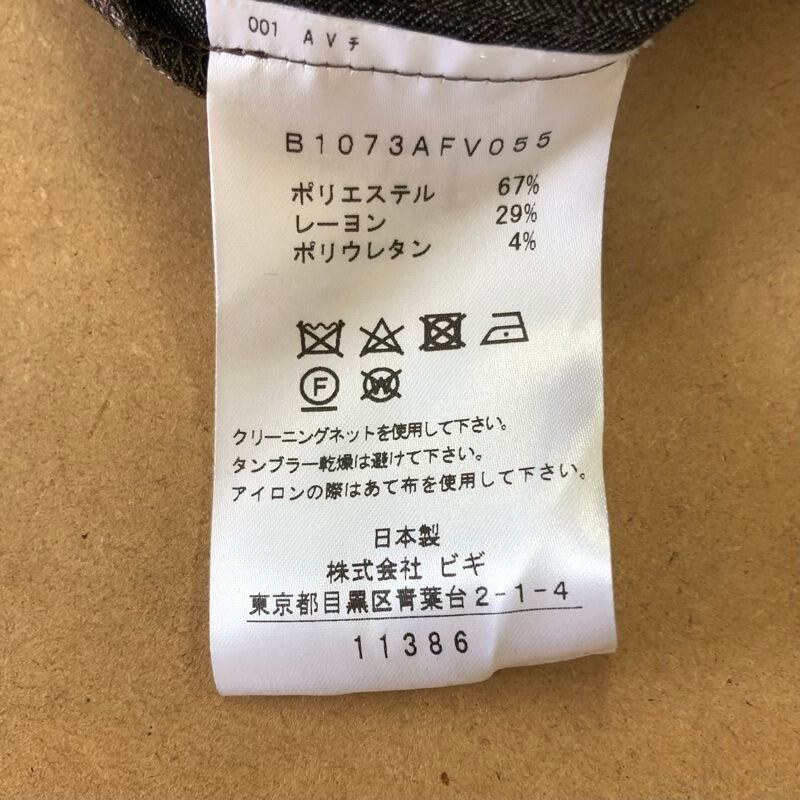 001 AVチ
B1073AFV055
ポリエステル 67%
レーヨン 29%
ポリウレタン 4%
F W
クリーニングネットを使用して下さい。
タンブラー乾燥は避けて下さい。
アイロンの際はあて布を使用して下さい。
日本製
株式会社 ビギ
東京都目黒区青葉台2-1-4
11386